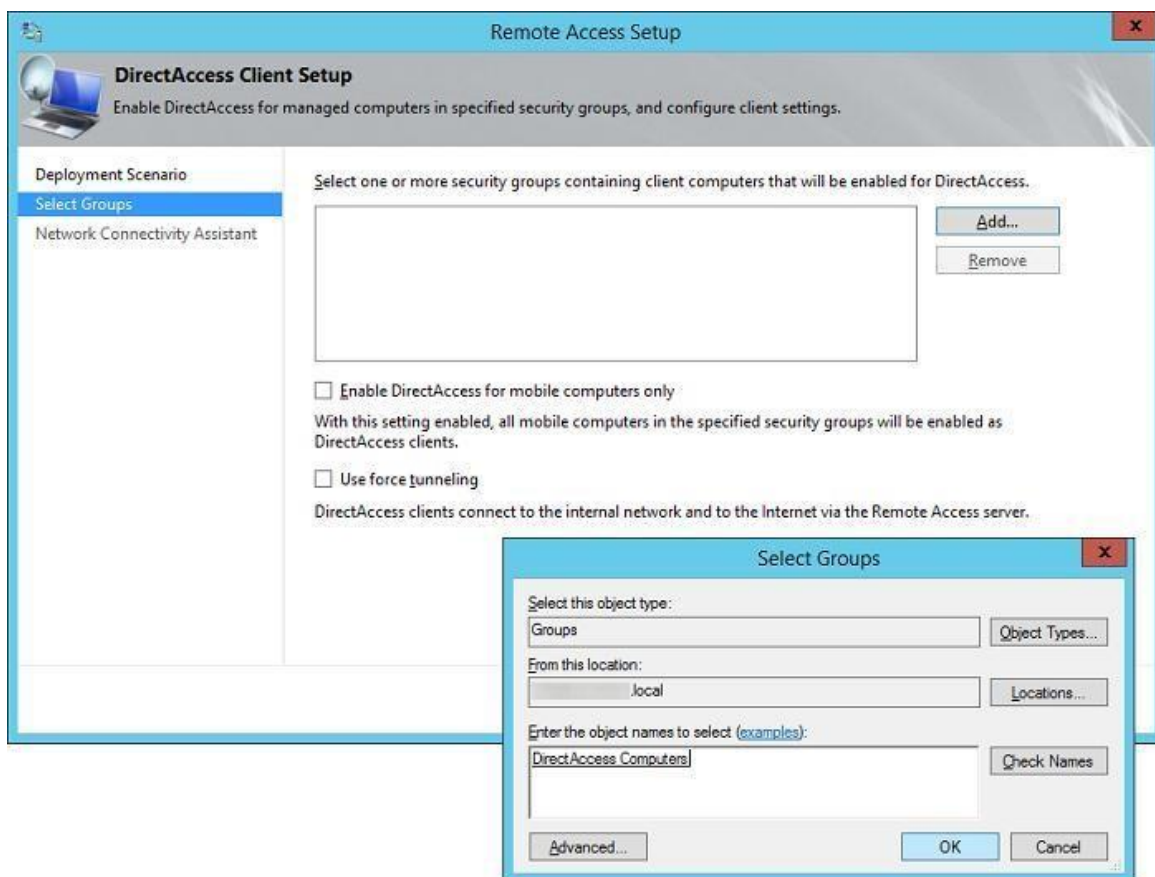 Remote Access Setup
x
DirectAccess Client Setup
Enable DirectAccess for managed computers in specified security groups, and configure client settings.
Deployment Scenario
Select Groups
Network Connectivity Assistant
Select one or more security groups containing client computers that will be enabled for DirectAccess.
Add...
Remove
Enable DirectAccess for mobile computers only
With this setting enabled, all mobile computers in the specified security groups will be enabled as
DirectAccess clients.
Use force tunneling
DirectAccess clients connect to the internal network and to the Internet via the Remote Access server.
Select Groups
x
Select this object type:
Groups
Object Types...
From this location:
.local
Locations...
Enter the object names to select (examples):
DirectAccess Computers
Check Names
Advanced...
OK
Cancel